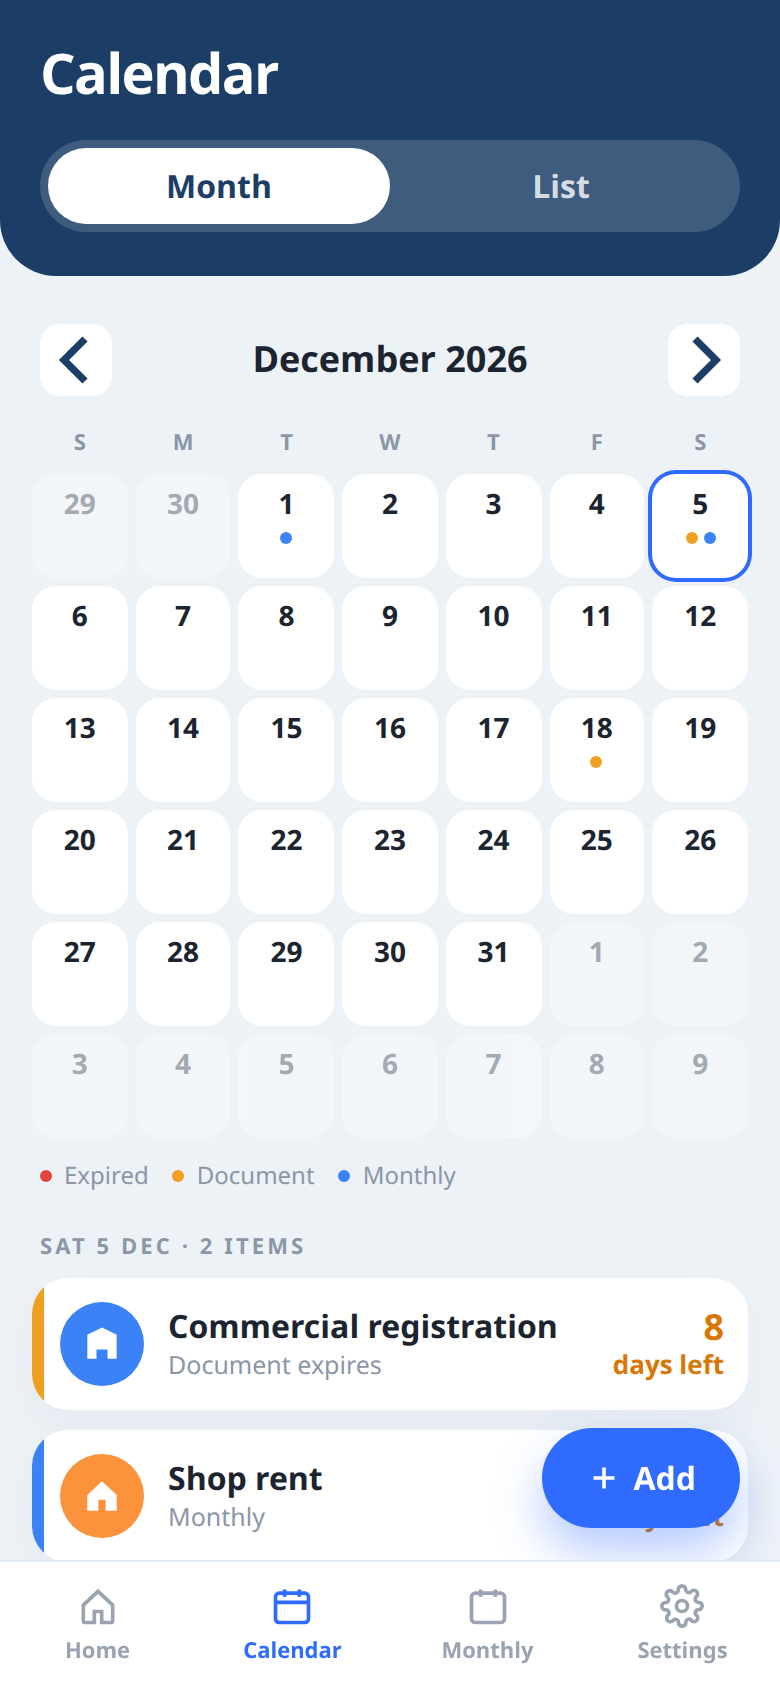 Calendar
Month List
December 2026
S M T W T F S
29 30 1 2 3 4 5
6 7 8 9 10 11 12
13 14 15 16 17 18 19
20 21 22 23 24 25 26
27 28 29 30 31 1 2
3 4 5 6 7 8 9
Expired Document Monthly
SAT 5 DEC · 2 ITEMS
Commercial registration 8
Document expires days left
Shop rent
Monthly
+ Add
Home Calendar Monthly Settings